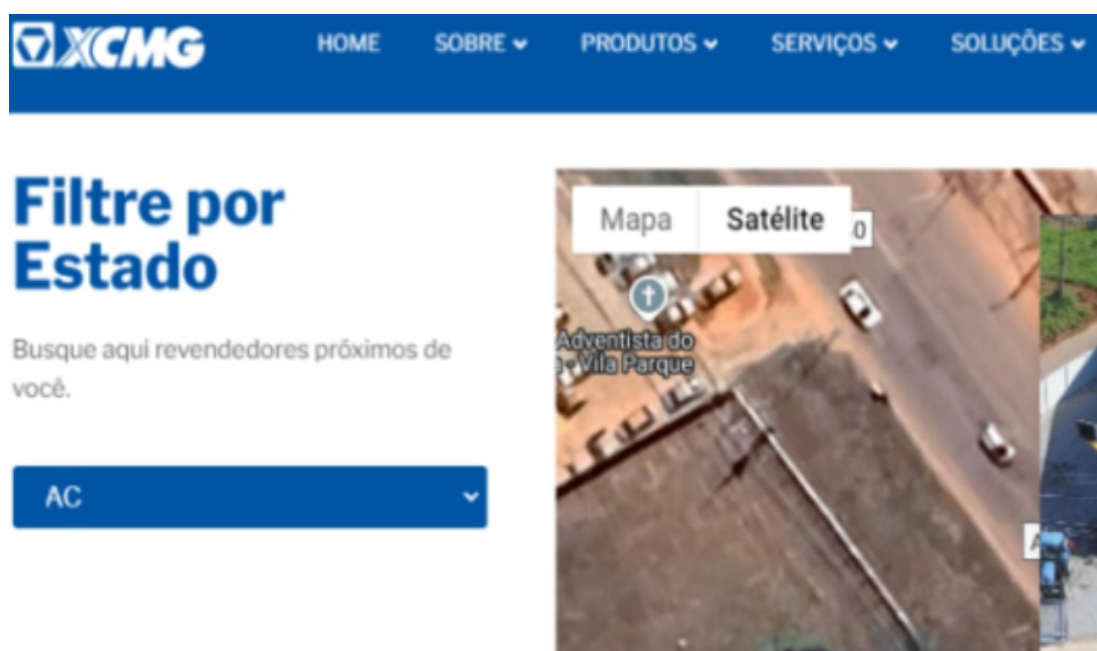 XCMG
HOME SOBRE PRODUTOS SERVIÇOS SOLUÇÕES
Filtre por
Estado
Busque aqui revendedores próximos de
você.
AC
Mapa Satélite
Adventista do
- Vila Parque